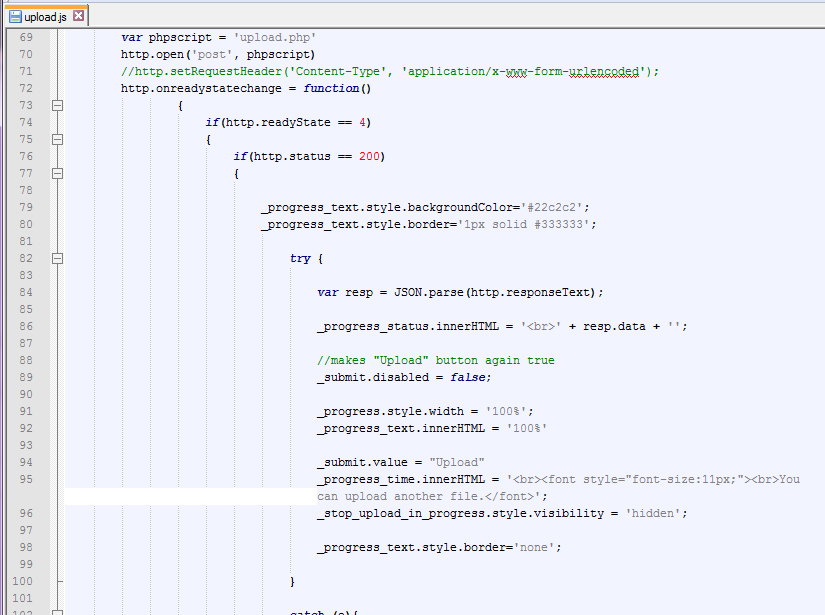 upload.js
69 var phpscript = 'upload.php'
70 http.open('post', phpscript)
71 //http.setRequestHeader('Content-Type', 'application/x-www-form-urlencoded');
72 http.onreadystatechange = function()
73 {
74 if(http.readyState == 4)
75 {
76 if(http.status == 200)
77 {
78
79 _progress_text.style.backgroundColor='#22c2c2';
80 _progress_text.style.border='1px solid #333333';
81
82 try {
83
84 var resp = JSON.parse(http.responseText);
85
86 _progress_status.innerHTML = '<br>' + resp.data + '';
87
88 //makes "Upload" button again true
89 _submit.disabled = false;
90
91 _progress.style.width = '100%';
92 _progress_text.innerHTML = '100%'
93
94 _submit.value = "Upload"
95 _progress_time.innerHTML = '<br><font style="font-size:11px;"><br>You
can upload another file.</font>';
96 _stop_upload_in_progress.style.visibility = 'hidden';
97
98 _progress_text.style.border='none';
99
100 }
101
102 catch (e){